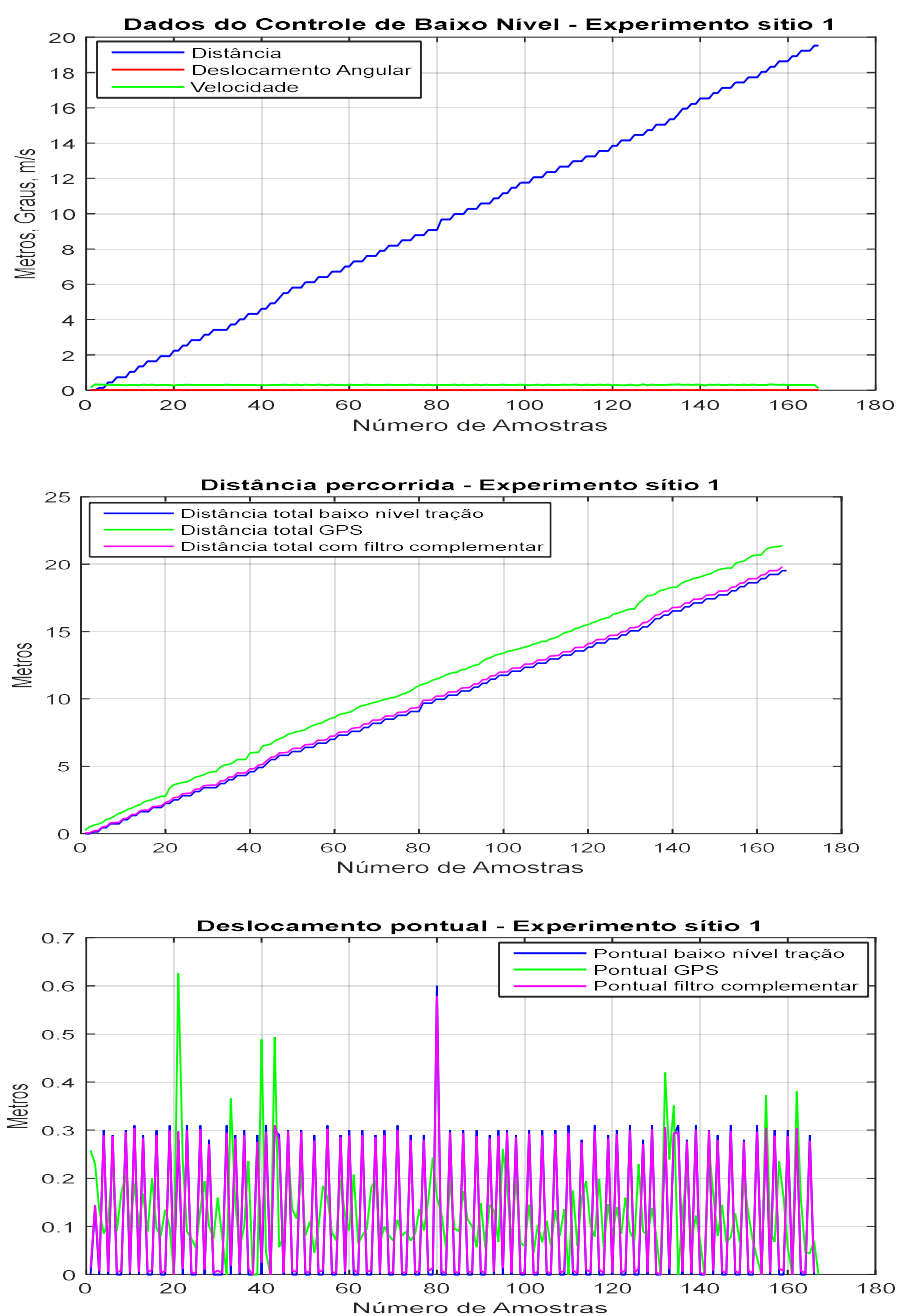 Dados do Controle de Baixo Nível - Experimento sítio 1
20
18
16
14
12
10
8
6
4
2
0
Metros, Graus, m/s
Distância
Deslocamento Angular
Velocidade
0 20 40 60 80 100 120 140 160 180
Número de Amostras
Distância percorrida - Experimento sítio 1
25
20
15
10
5
0
Metros
Distância total baixo nível tração
Distância total GPS
Distância total com filtro complementar
0 20 40 60 80 100 120 140 160 180
Número de Amostras
Deslocamento pontual - Experimento sítio 1
0.7
0.6
0.5
0.4
0.3
0.2
0.1
0
Metros
Pontual baixo nível tração
Pontual GPS
Pontual filtro complementar
0 20 40 60 80 100 120 140 160 180
Número de Amostras